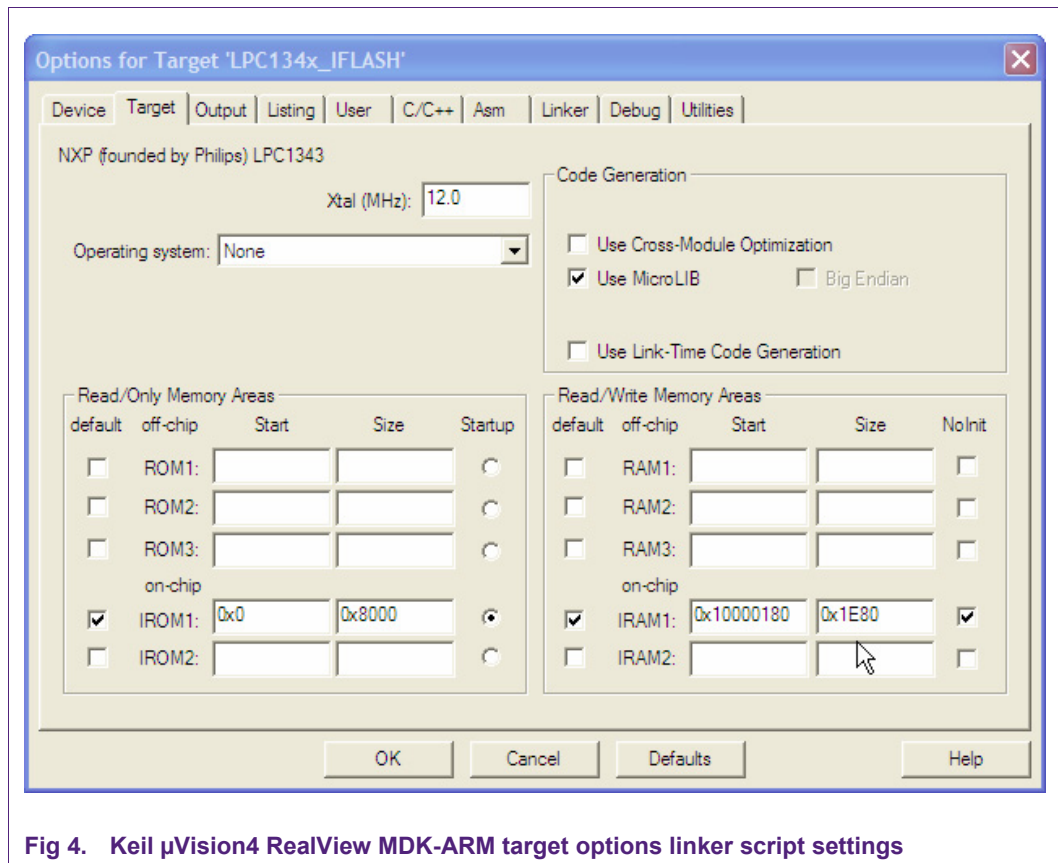 Options for Target 'LPC134x_IFLASH'
Device Target Output Listing User C/C++ Asm Linker Debug Utilities
NXP (founded by Philips) LPC1343
Xtal (MHz): 12.0
Operating system: None
Code Generation
Use Cross-Module Optimization
Use MicroLIB Big Endian
Use Link-Time Code Generation
Read/Only Memory Areas
default off-chip Start Size Startup
ROM1:
ROM2:
ROM3:
on-chip
IROM1: 0x0 0x8000
IROM2:
Read/Write Memory Areas
default off-chip Start Size NoInit
RAM1:
RAM2:
RAM3:
on-chip
IRAM1: 0x10000180 0x1E80
IRAM2:
OK Cancel Defaults Help
Fig 4. Keil µVision4 RealView MDK-ARM target options linker script settings